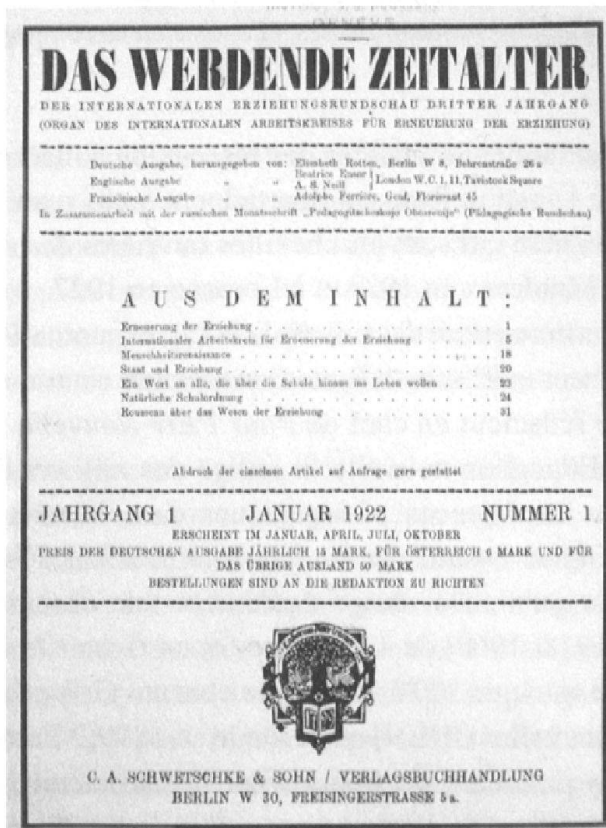 GENÈVE
DAS WERDENDE ZEITALTER
DER INTERNATIONALEN ERZIEHUNGSRUNDSCHAU DRITTER JAHRGANG
(ORGAN DES INTERNATIONALEN ARBEITSKREISES FÜR ERNEUERUNG DER ERZIEHUNG)
Deutsche Ausgabe, herausgegeben von: Elisabeth Rotten, Berlin W 8, Behrenstraße 26 a
Englische Ausgabe „ Beatrice Ensor
A. S. Neill } London W.C. 1, 11, Tavistock Square
Französische Ausgabe „ Adolphe Ferrière, Genf, Florissant 45
In Zusammenarbeit mit der russischen Monatsschrift (Pädagogische Rundschau)
AUS DEM INHALT:
Erneuerung der Erziehung
Internationaler Arbeitskreis für Erneuerung der Erziehung 5
Menschheitsrenaissance 18
Staat und Erziehung 20
Ein Wort an alle, die über die Schule hinaus ins Leben wollen 23
Natürliche Schulordnung 24
Rousseau über das Wesen der Erziehung 31
Abdruck der einzelnen Artikel auf Anfrage gern gestattet
JAHRGANG JANUAR 1922 NUMMER
ERSCHEINT IM JANUAR, APRIL, JULI, OKTOBER
PREIS DER DEUTSCHEN AUSGABE JÄHRLICH 15 MARK, FÜR ÖSTERREICH 6 MARK UND FÜR
DAS ÜBRIGE AUSLAND 50 MARK
BESTELLUNGEN SIND AN DIE REDAKTION ZU RICHTEN
C. A. SCHWETSCHKE & SOHN / VERLAGSBUCHHANDLUNG
BERLIN W 30, FREISINGERSTRASSE 5a.